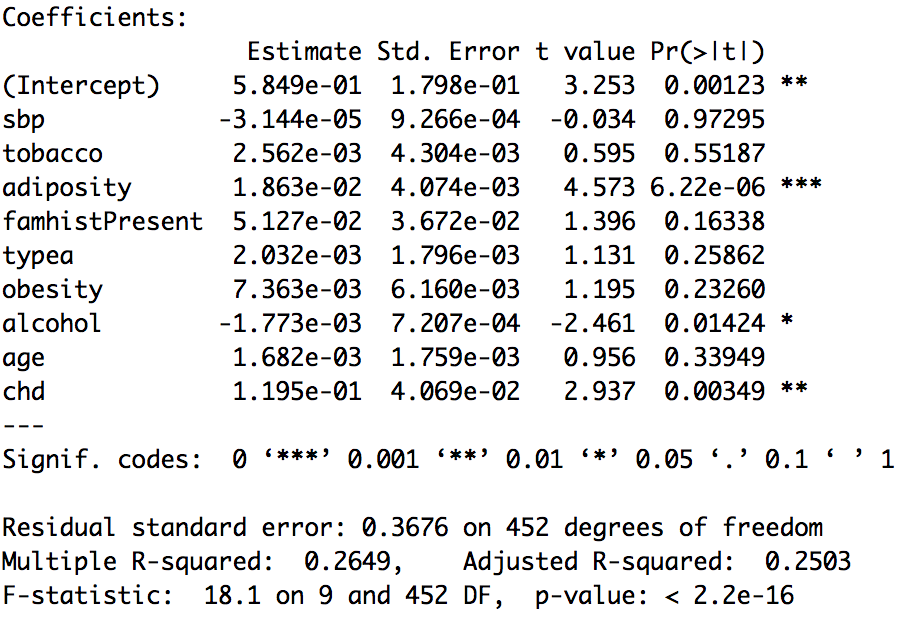 Coefficients:
Estimate Std. Error t value Pr(>|t|)
(Intercept) 5.849e-01 1.798e-01 3.253 0.00123 **
sbp -3.144e-05 9.266e-04 -0.034 0.97295
tobacco 2.562e-03 4.304e-03 0.595 0.55187
adiposity 1.863e-02 4.074e-03 4.573 6.22e-06 ***
famhistPresent 5.127e-02 3.672e-02 1.396 0.16338
typea 2.032e-03 1.796e-03 1.131 0.25862
obesity 7.363e-03 6.160e-03 1.195 0.23260
alcohol -1.773e-03 7.207e-04 -2.461 0.01424 *
age 1.682e-03 1.759e-03 0.956 0.33949
chd 1.195e-01 4.069e-02 2.937 0.00349 **
---
Signif. codes: 0 ‘***’ 0.001 ‘**’ 0.01 ‘*’ 0.05 ‘.’ 0.1 ‘ ’ 1
Residual standard error: 0.3676 on 452 degrees of freedom
Multiple R-squared: 0.2649, Adjusted R-squared: 0.2503
F-statistic: 18.1 on 9 and 452 DF, p-value: < 2.2e-16